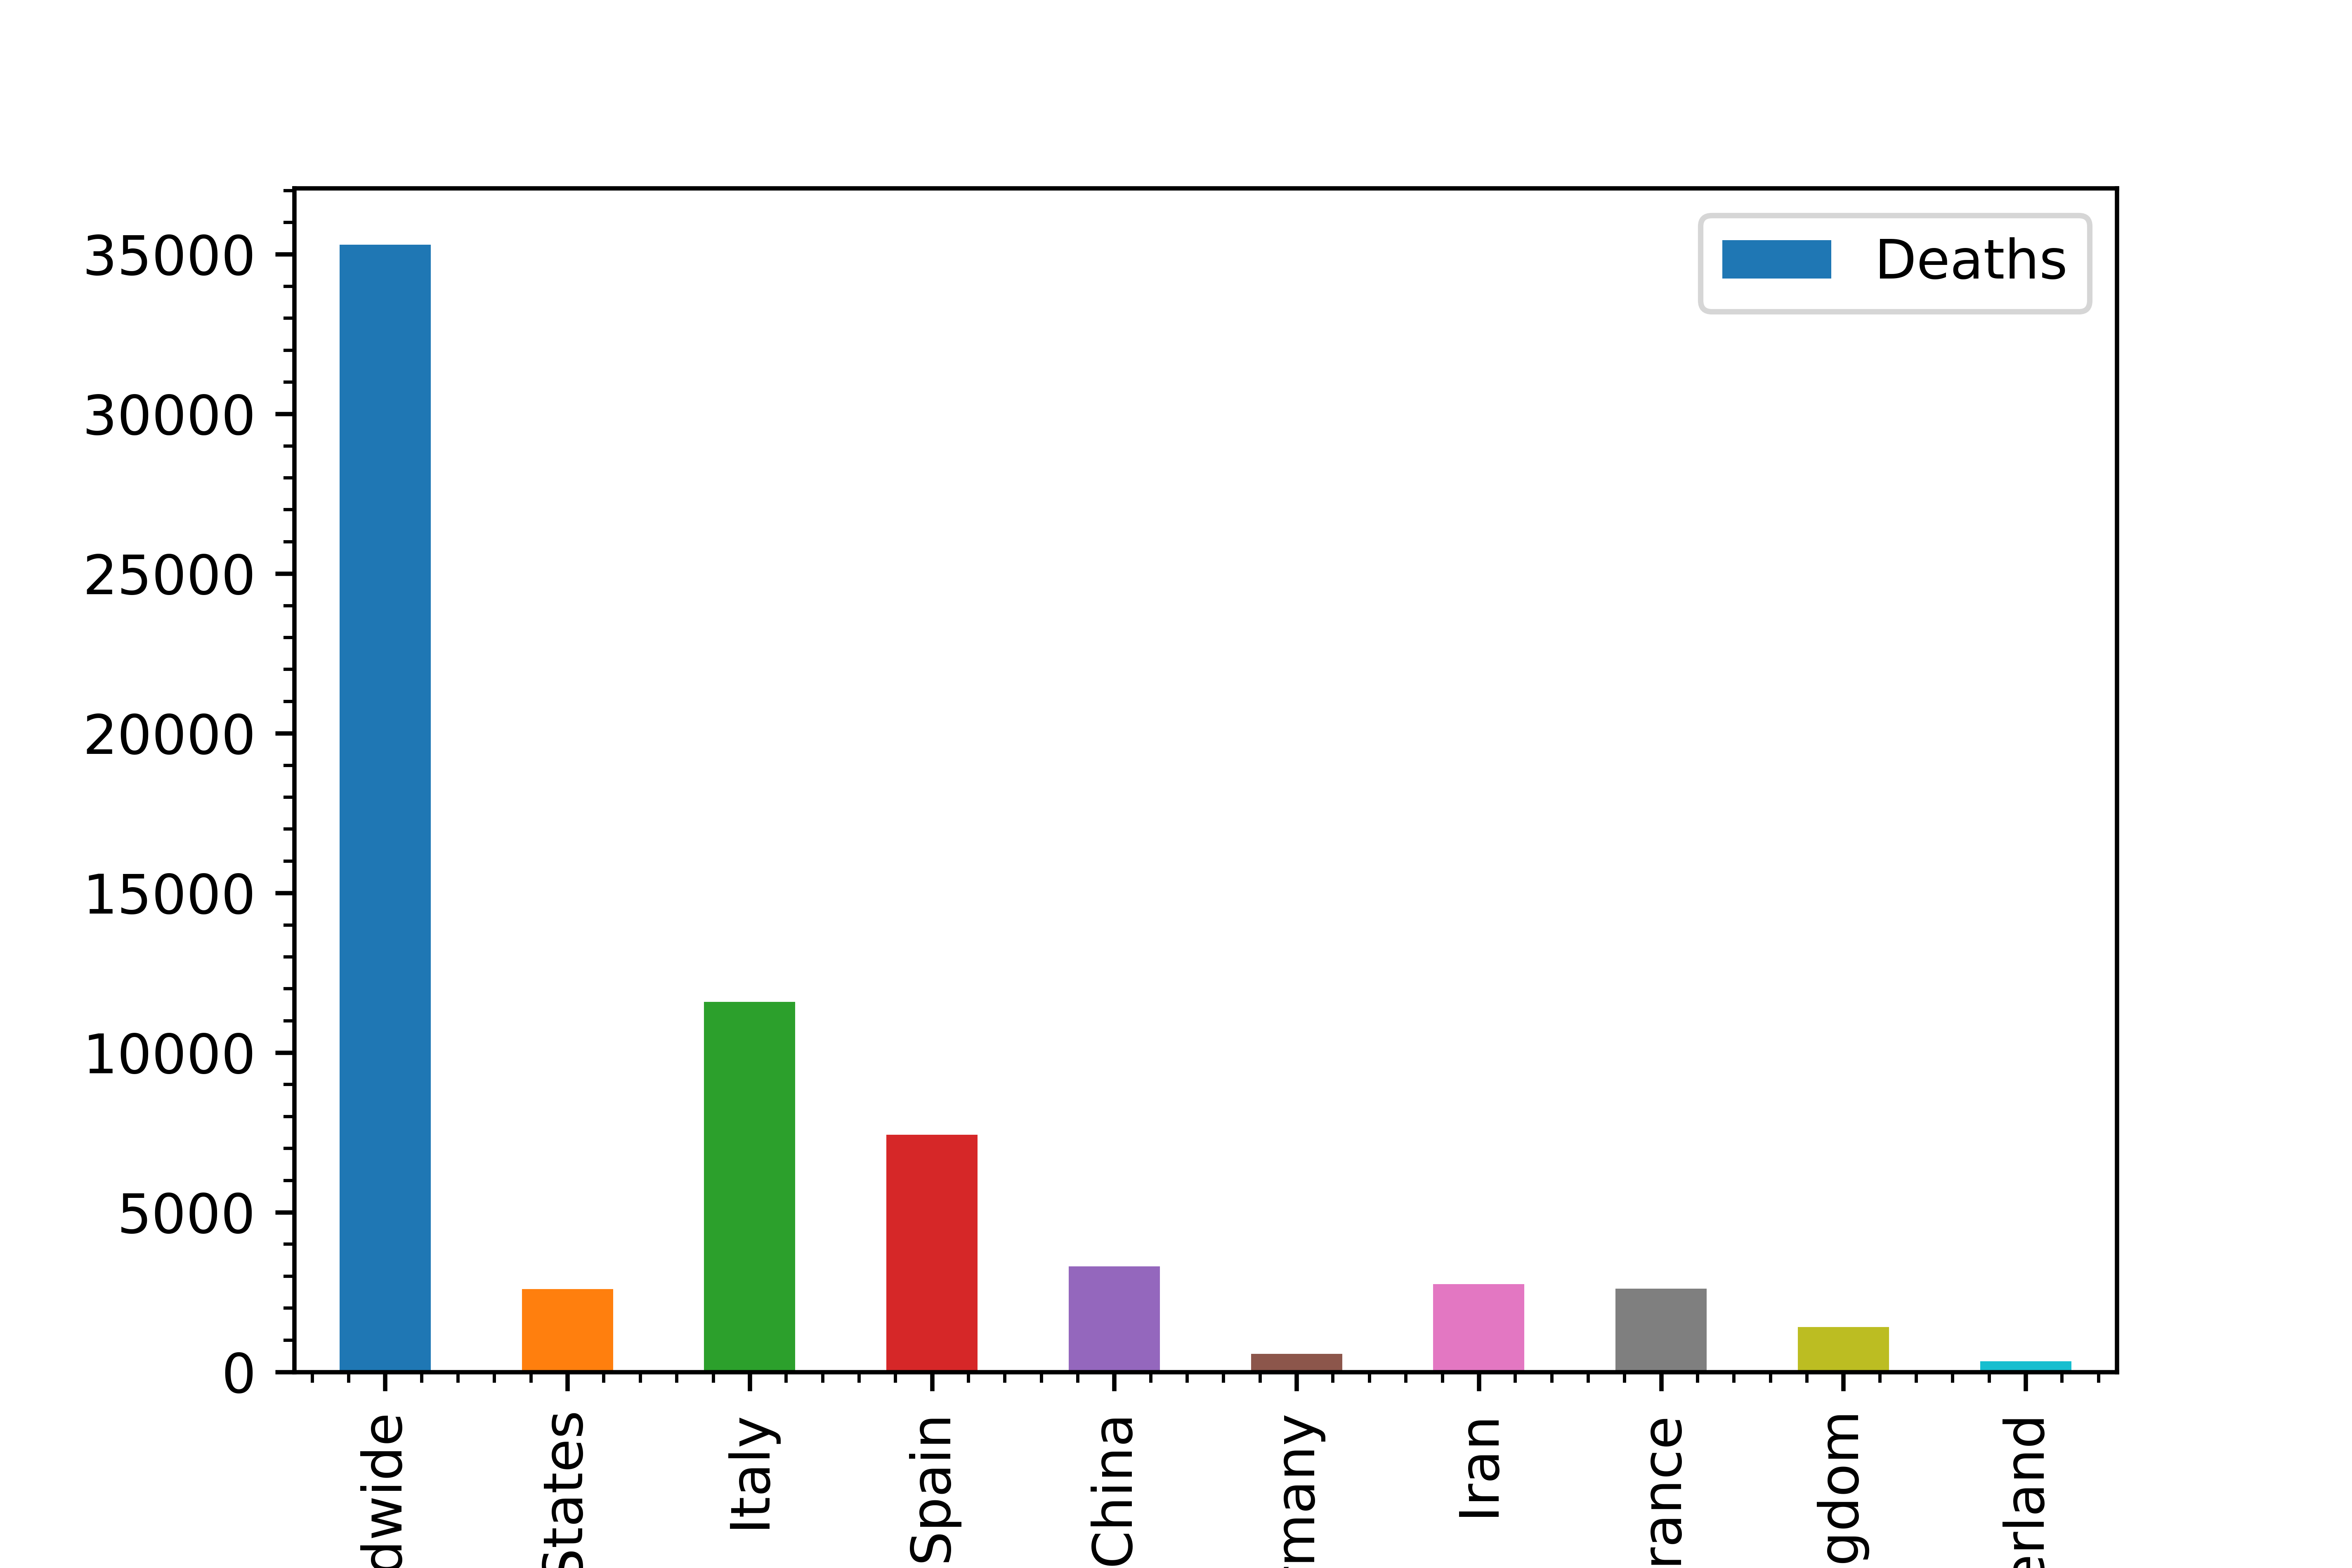 Deaths
35000
30000
25000
20000
15000
10000
5000
0
dwide
States
Italy
Spain
China
many
Iran
rance
gdom
erland